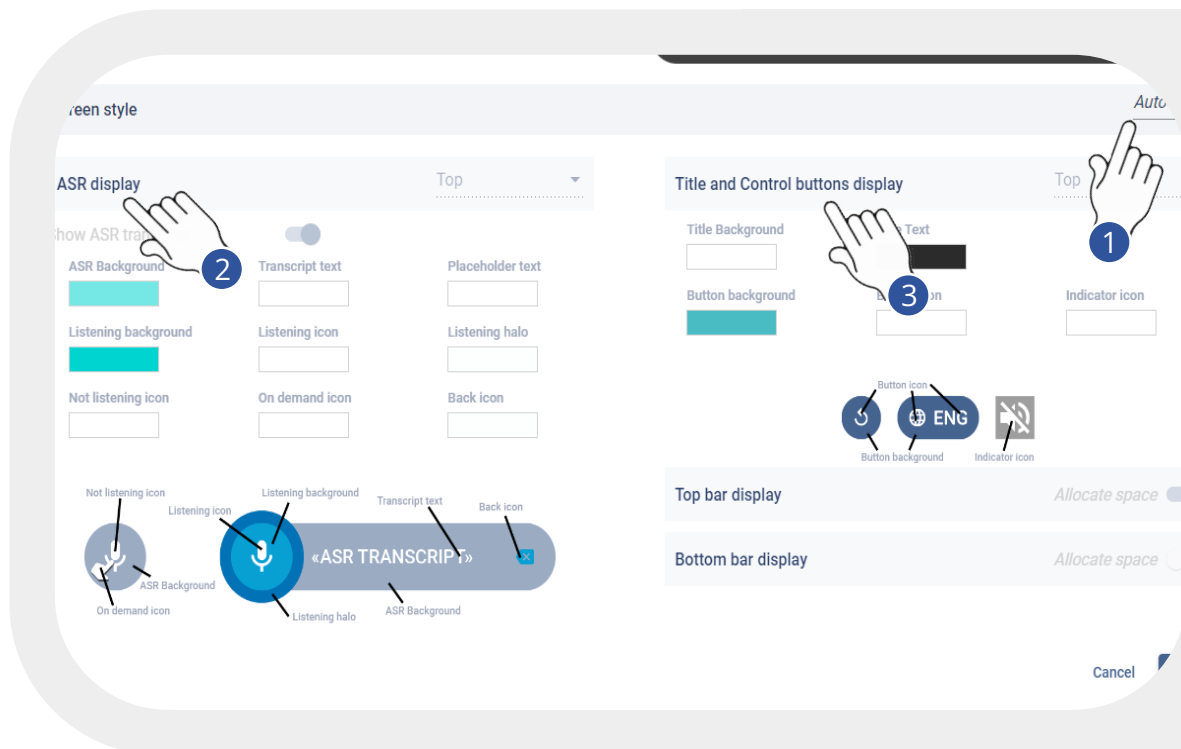 reen style
Auto
1
ASR display
Top
how ASR tran
2
ASR Background
Transcript text
Placeholder text
Listening background
Listening icon
Listening halo
Not listening icon
On demand icon
Back icon
Not listening icon
Listening icon
Listening background
Transcript text
Back icon
«ASR TRANSCRIPT»
ASR Background
On demand icon
Listening halo
ASR Background
Title and Control buttons display
Top
Title Background
Text
3
Button background
Indicator icon
Button icon
ENG
Button background
Indicator icon
Top bar display
Allocate space
Bottom bar display
Allocate space
Cancel